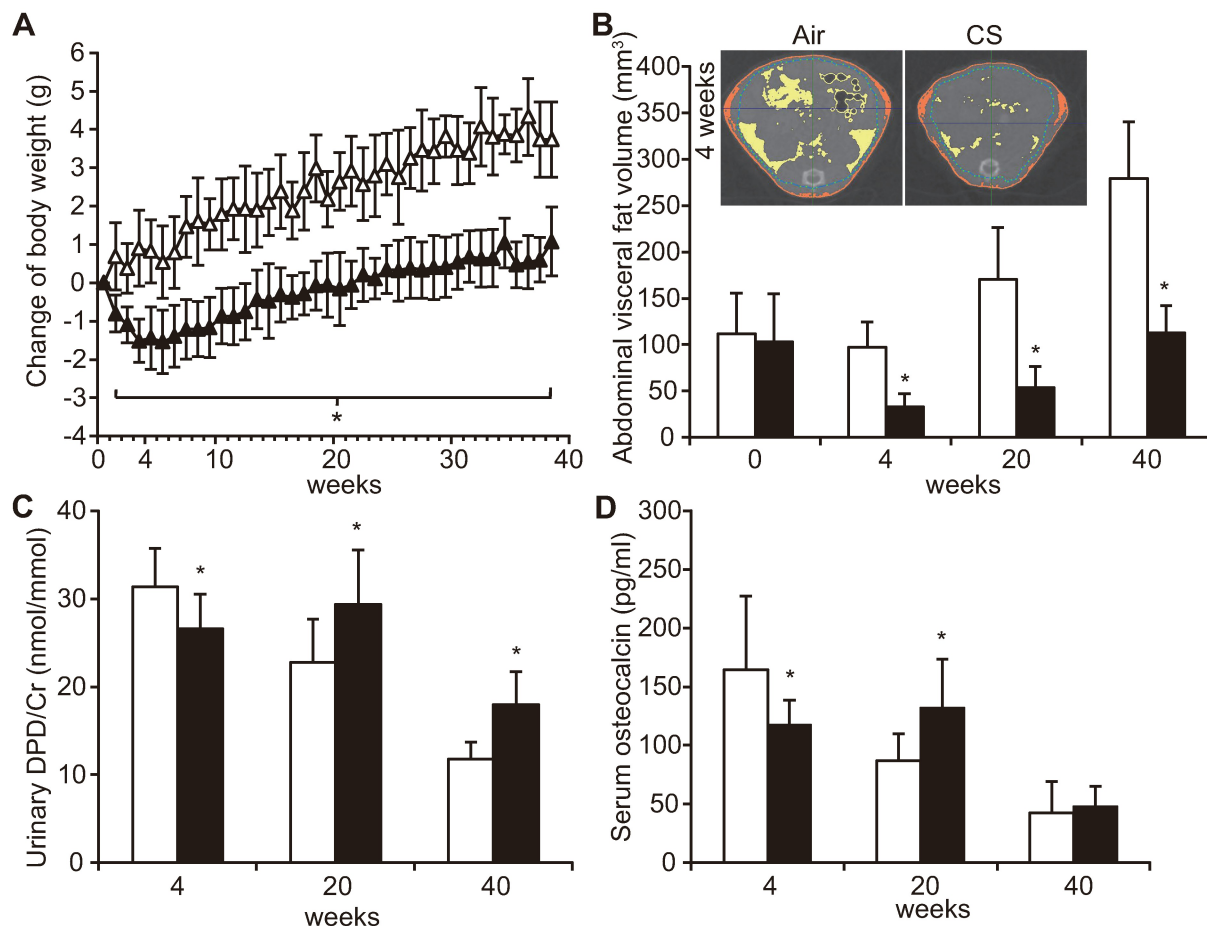 A
Change of body weight (g)
6
5
4
3
2
1
0
-1
-2
-3
-4
*
0 4 10 20 30 40
weeks
B
Air CS
4 weeks
Abdominal visceral fat volume (mm³)
400
350
300
250
200
150
100
50
0
* * *
0 4 20 40
weeks
C
Urinary DPD/Cr (nmol/mmol)
40
30
20
10
0
* * *
4 20 40
weeks
D
Serum osteocalcin (pg/ml)
300
250
200
150
100
50
0
* *
4 20 40
weeks